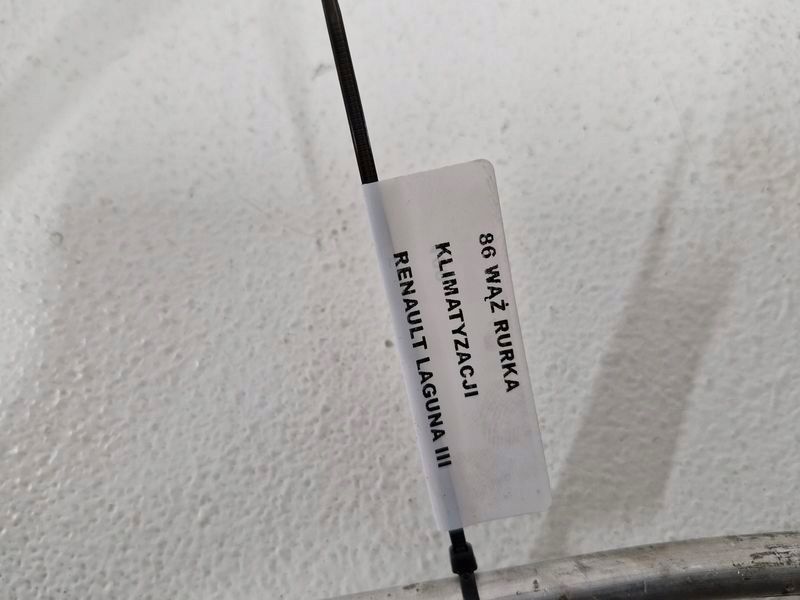 86 WĄŻ RURKA
KLIMATYZACJI
RENAULT LAGUNA III